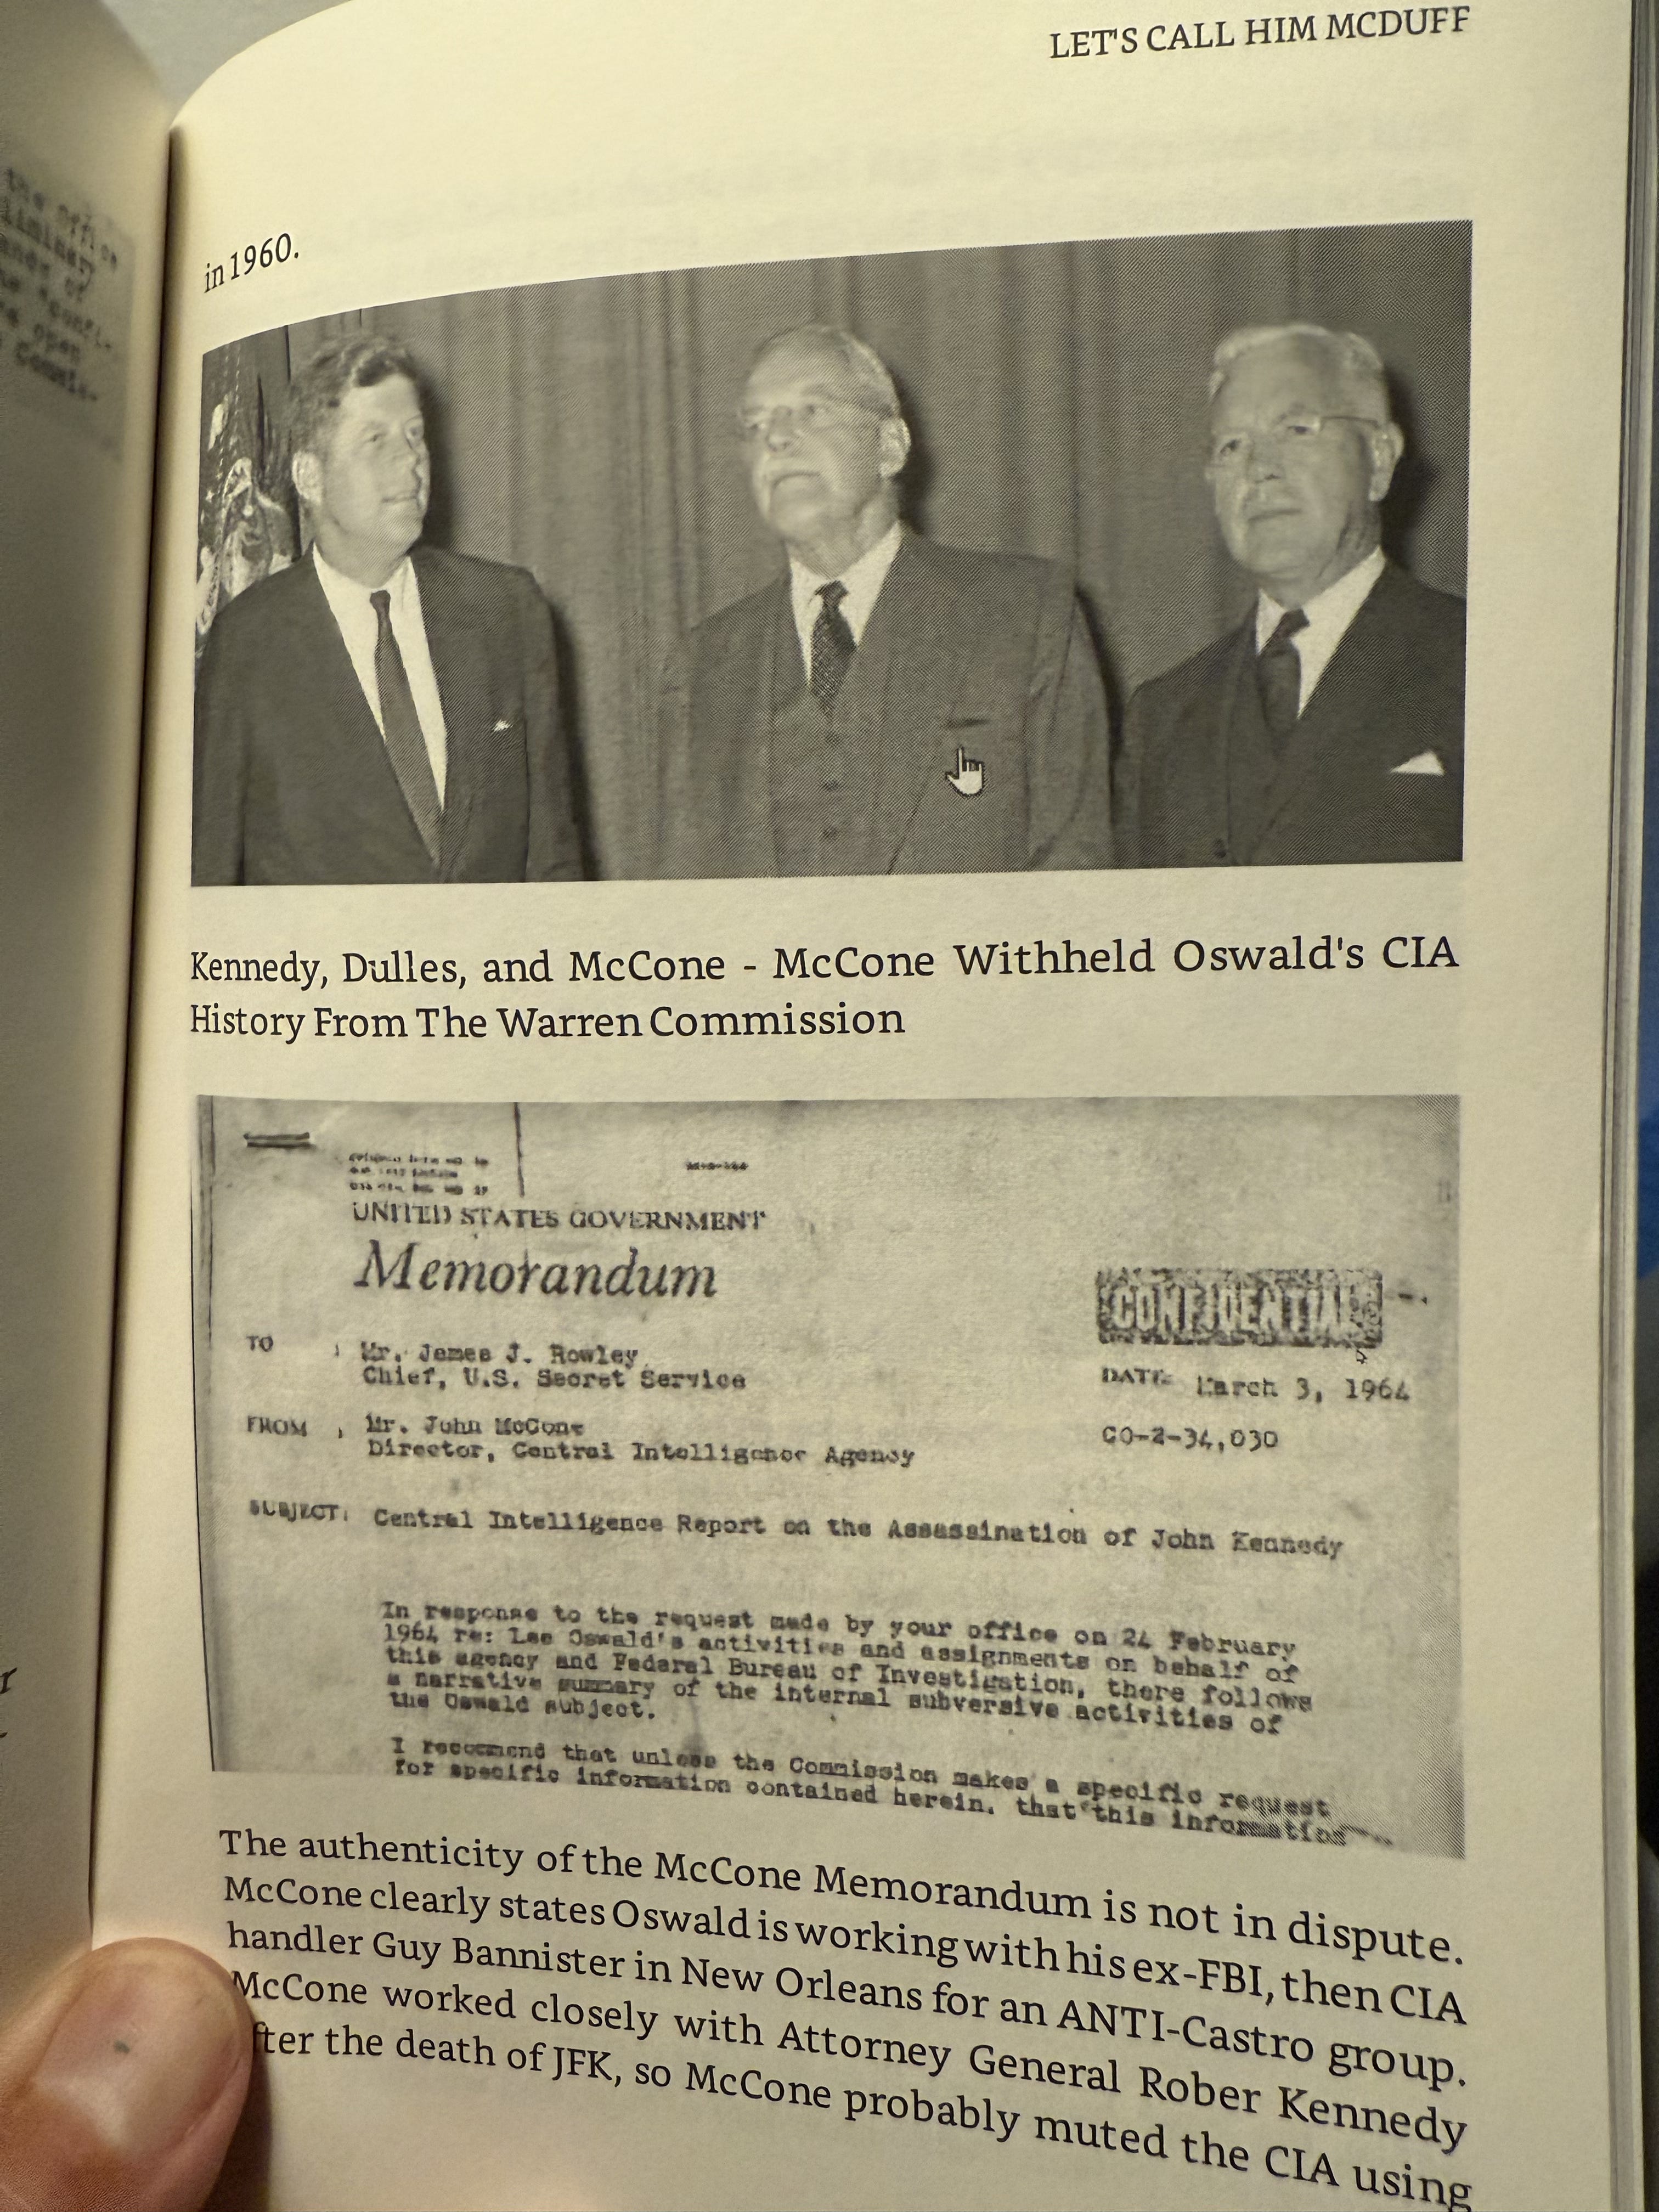 LET'S CALL HIM MCDUFF
in 1960.
Kennedy, Dulles, and McCone - McCone Withheld Oswald's CIA
History From The Warren Commission
UNITED STATES GOVERNMENT
Memorandum
CONFIDENTIAL
TO : Mr. James J. Rowley
Chief, U.S. Secret Service
DATE: March 3, 1964
FROM : Mr. John McCone
Director, Central Intelligence Agency
CO-2-34,030
SUBJECT: Central Intelligence Report on the Assassination of John Kennedy
In response to the request made by your office on 24 February
1964 re: Lee Oswald's activities and assignments on behalf of
this agency and Federal Bureau of Investigation, there follows
a narrative summary of the internal subversive activities of
the Oswald subject.
I recommend that unless the Commission makes a specific request
for specific information contained herein, that this information
The authenticity of the McCone Memorandum is not in dispute.
McCone clearly states Oswald is working with his ex-FBI, then CIA
handler Guy Bannister in New Orleans for an ANTI-Castro group.
McCone worked closely with Attorney General Rober Kennedy
fter the death of JFK, so McCone probably muted the CIA using